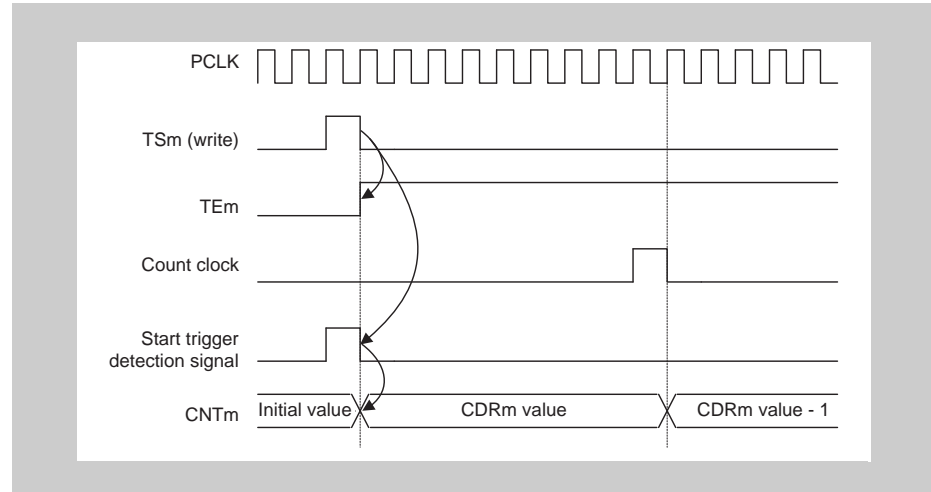 PCLK
TSm (write)
TEm
Count clock
Start trigger
detection signal
CNTm
Initial value
CDRm value
CDRm value - 1